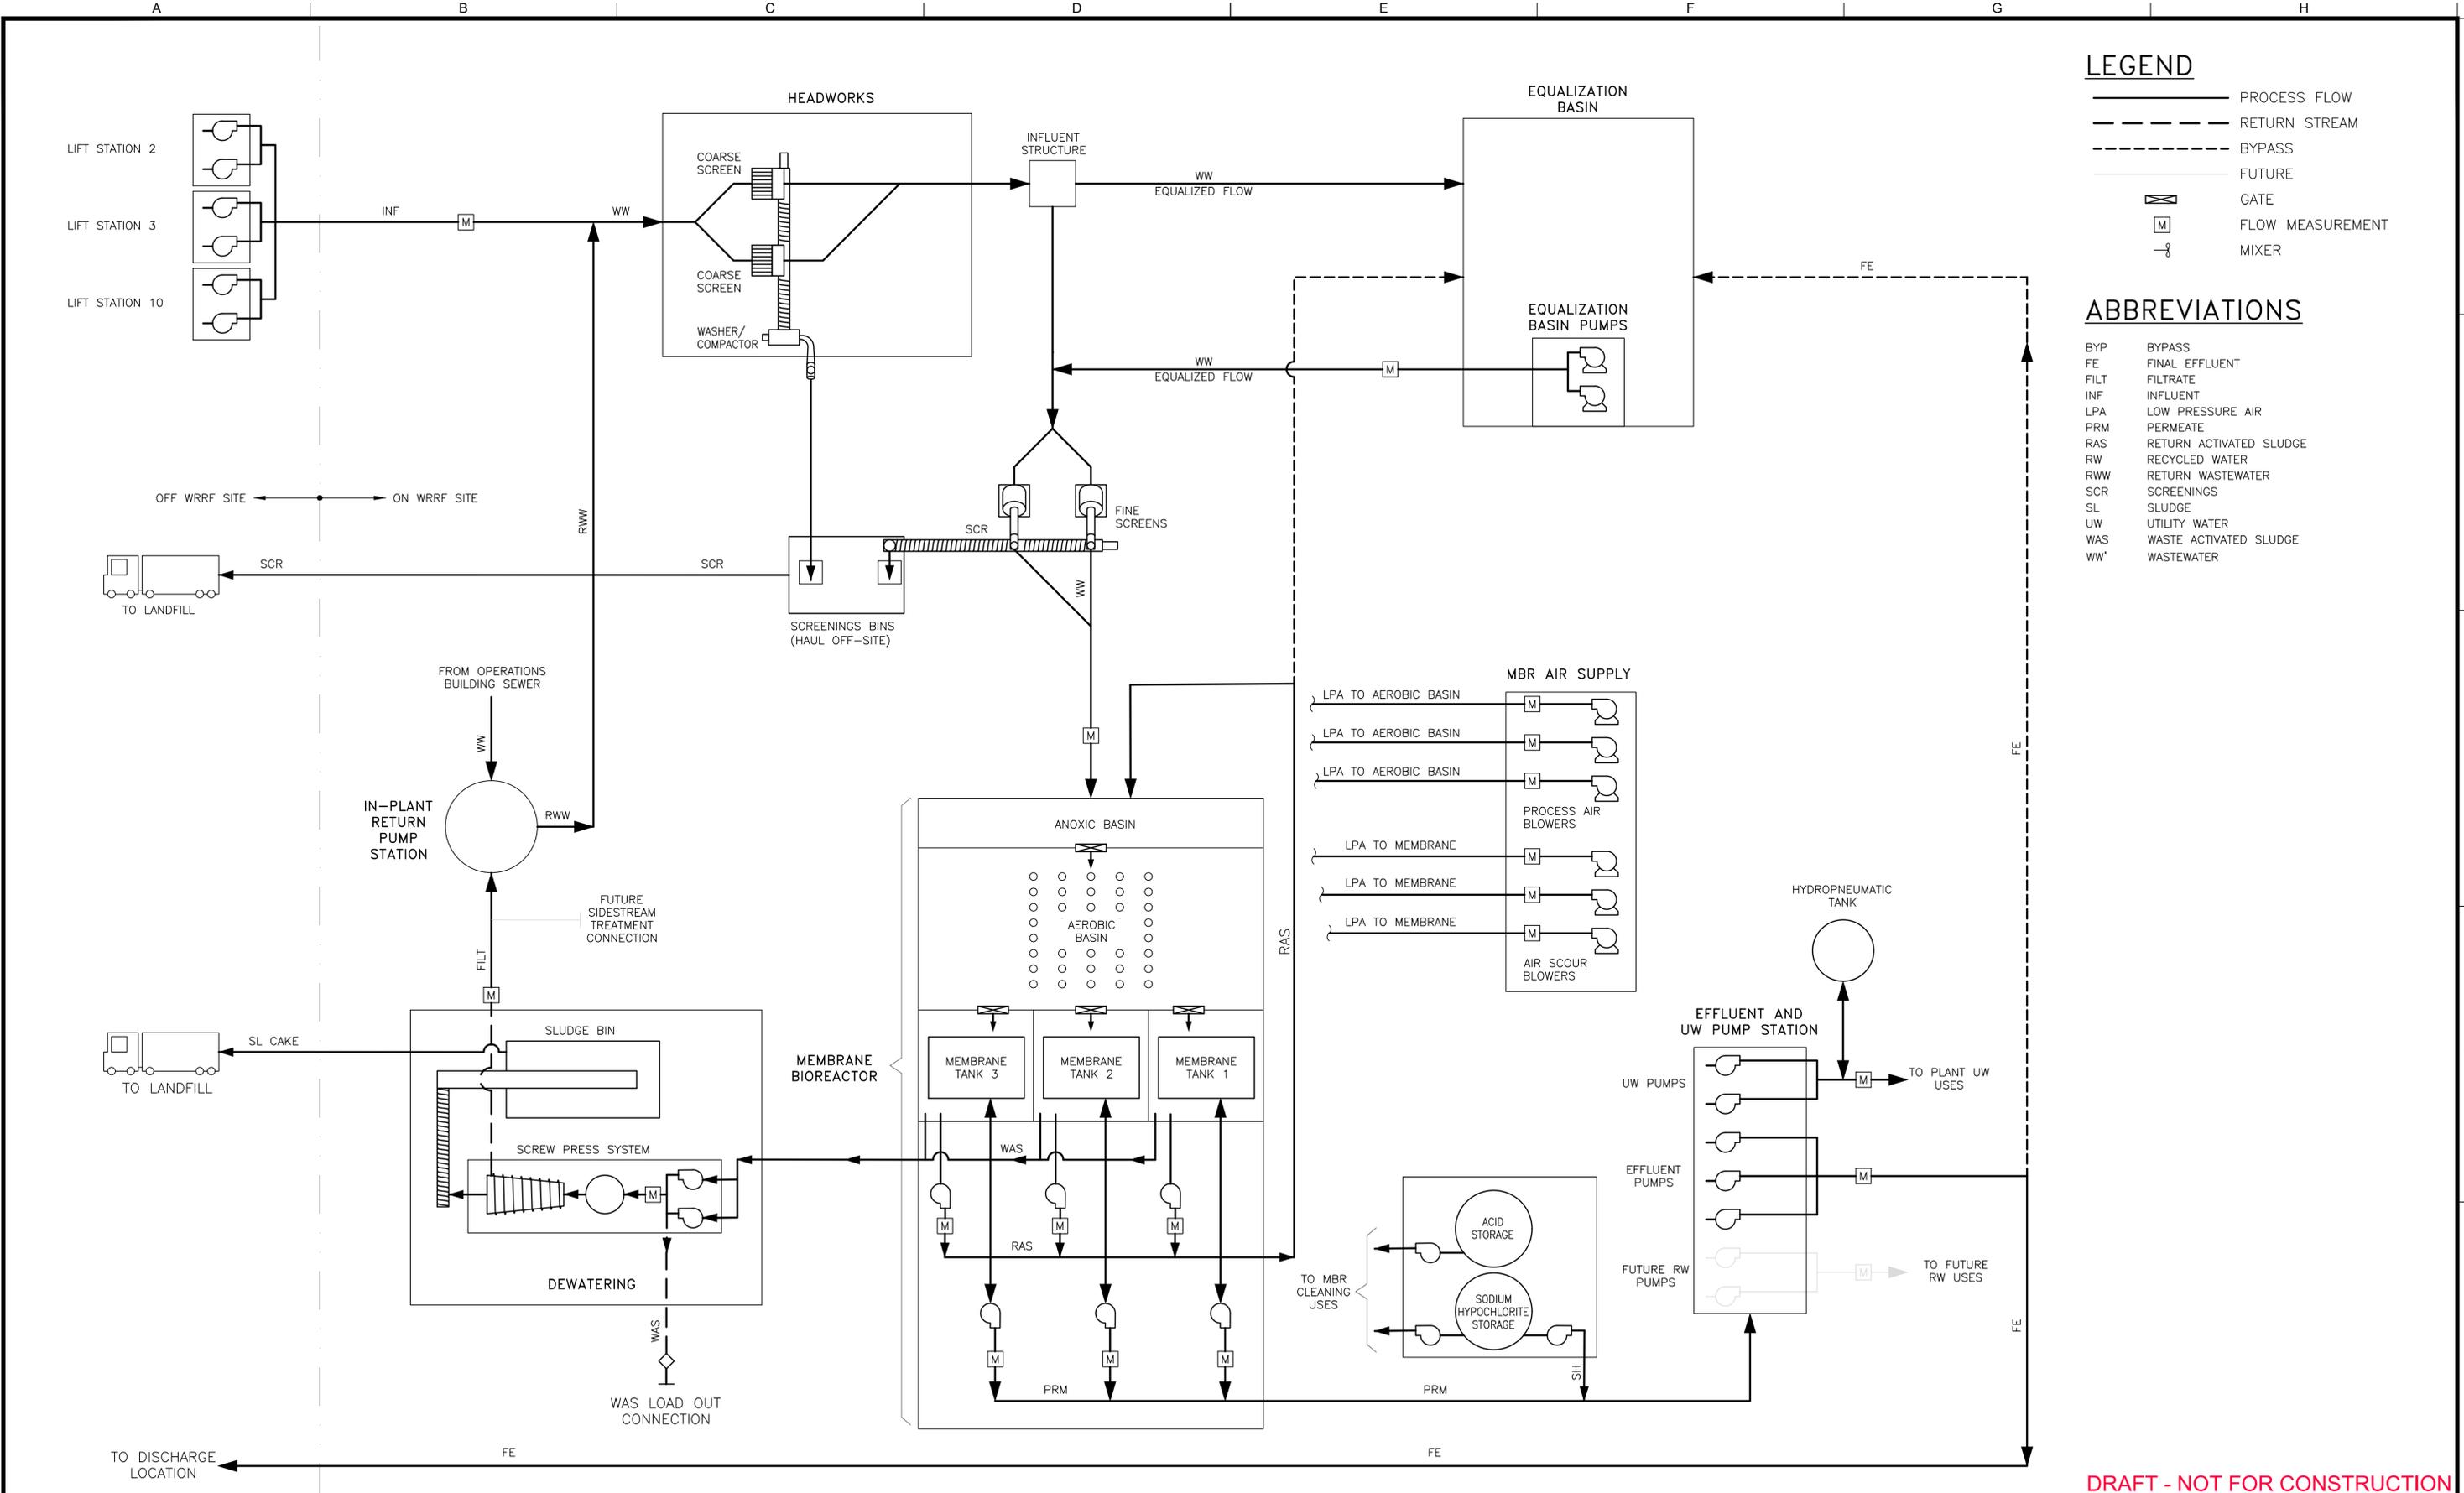 A B C D E F G H
LEGEND
PROCESS FLOW
RETURN STREAM
BYPASS
FUTURE
GATE
M FLOW MEASUREMENT
MIXER
ABBREVIATIONS
BYP BYPASS
FE FINAL EFFLUENT
FILT FILTRATE
INF INFLUENT
LPA LOW PRESSURE AIR
PRM PERMEATE
RAS RETURN ACTIVATED SLUDGE
RW RECYCLED WATER
RWW RETURN WASTEWATER
SCR SCREENINGS
SL SLUDGE
UW UTILITY WATER
WAS WASTE ACTIVATED SLUDGE
WW' WASTEWATER
LIFT STATION 2
LIFT STATION 3
LIFT STATION 10
INF
M
WW
HEADWORKS
COARSE
SCREEN
COARSE
SCREEN
WASHER/
COMPACTOR
INFLUENT
STRUCTURE
WW
EQUALIZED FLOW
EQUALIZATION
BASIN
EQUALIZATION
BASIN PUMPS
WW
EQUALIZED FLOW
M
FE
OFF WRRF SITE
ON WRRF SITE
RWW
SCR
FINE
SCREENS
SCR
SCR
TO LANDFILL
WW
SCREENINGS BINS
(HAUL OFF-SITE)
FROM OPERATIONS
BUILDING SEWER
WW
M
IN-PLANT
RETURN
PUMP
STATION
RWW
FUTURE
SIDESTREAM
TREATMENT
CONNECTION
FILT
M
MBR AIR SUPPLY
LPA TO AEROBIC BASIN
M
LPA TO AEROBIC BASIN
M
LPA TO AEROBIC BASIN
M
PROCESS AIR
BLOWERS
LPA TO MEMBRANE
M
LPA TO MEMBRANE
M
LPA TO MEMBRANE
M
AIR SCOUR
BLOWERS
FE
ANOXIC BASIN
AEROBIC
BASIN
RAS
HYDROPNEUMATIC
TANK
SL CAKE
TO LANDFILL
SLUDGE BIN
SCREW PRESS SYSTEM
M
DEWATERING
WAS
WAS LOAD OUT
CONNECTION
MEMBRANE
BIOREACTOR
MEMBRANE
TANK 3
MEMBRANE
TANK 2
MEMBRANE
TANK 1
WAS
M
M
M
RAS
M
M
M
PRM
PRM
TO MBR
CLEANING
USES
ACID
STORAGE
SODIUM
HYPOCHLORITE
STORAGE
SH
EFFLUENT AND
UW PUMP STATION
UW PUMPS
M
TO PLANT UW
USES
EFFLUENT
PUMPS
M
FUTURE RW
PUMPS
M
TO FUTURE
RW USES
FE
TO DISCHARGE
LOCATION
FE
FE
DRAFT - NOT FOR CONSTRUCTION